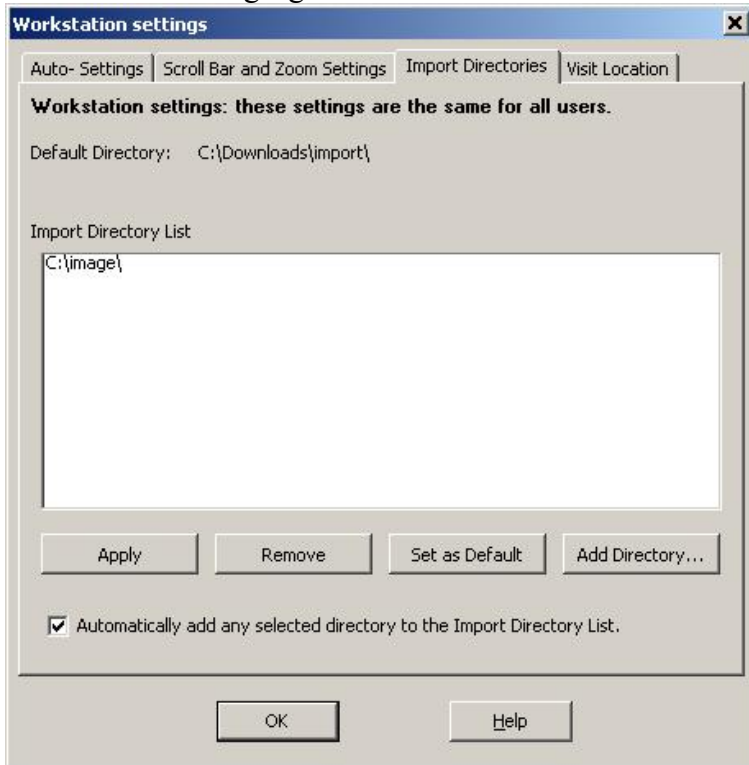 Workstation settings
Auto- Settings Scroll Bar and Zoom Settings Import Directories Visit Location
Workstation settings: these settings are the same for all users.
Default Directory: C:\Downloads\import\
Import Directory List
C:\image\
Apply Remove Set as Default Add Directory...
Automatically add any selected directory to the Import Directory List.
OK Help